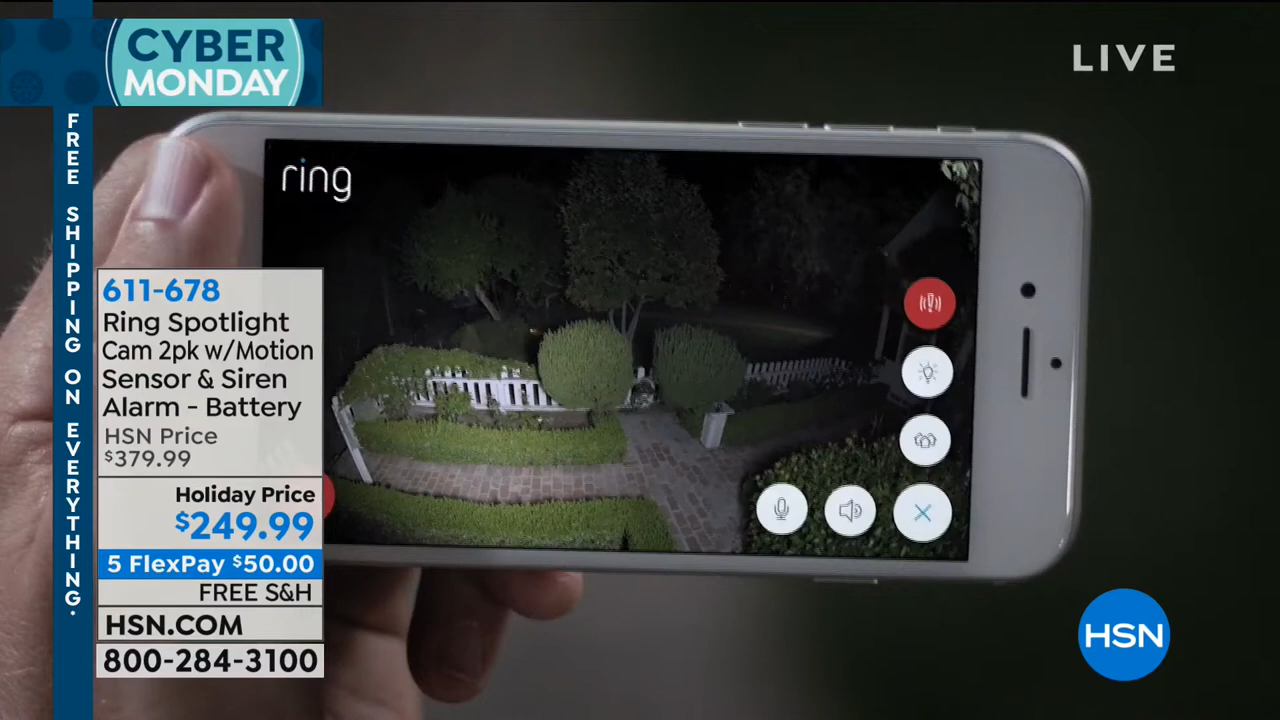 CYBER
MONDAY
LIVE
FREE SHIPPING ON EVERYTHING.
ring
611-678
Ring Spotlight
Cam 2pk w/Motion
Sensor & Siren
Alarm - Battery
HSN Price
$379.99
Holiday Price
$249.99
5 FlexPay $50.00
FREE S&H
HSN.COM
800-284-3100
HSN